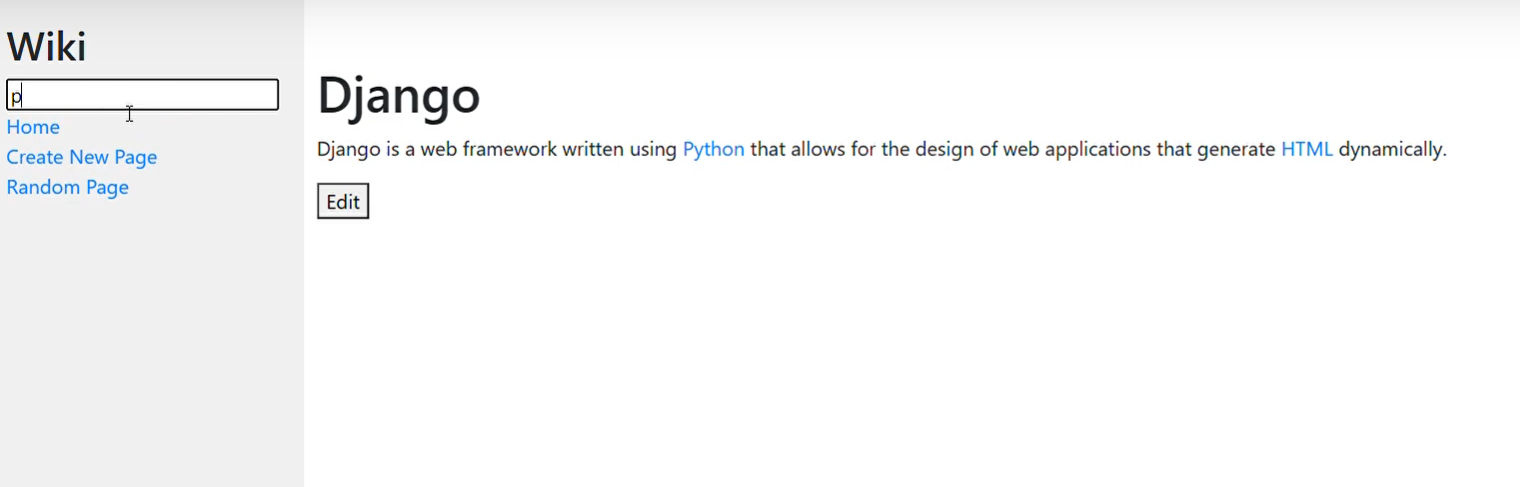 Wiki
p
Home
Create New Page
Random Page
Django
Django is a web framework written using Python that allows for the design of web applications that generate HTML dynamically.
Edit